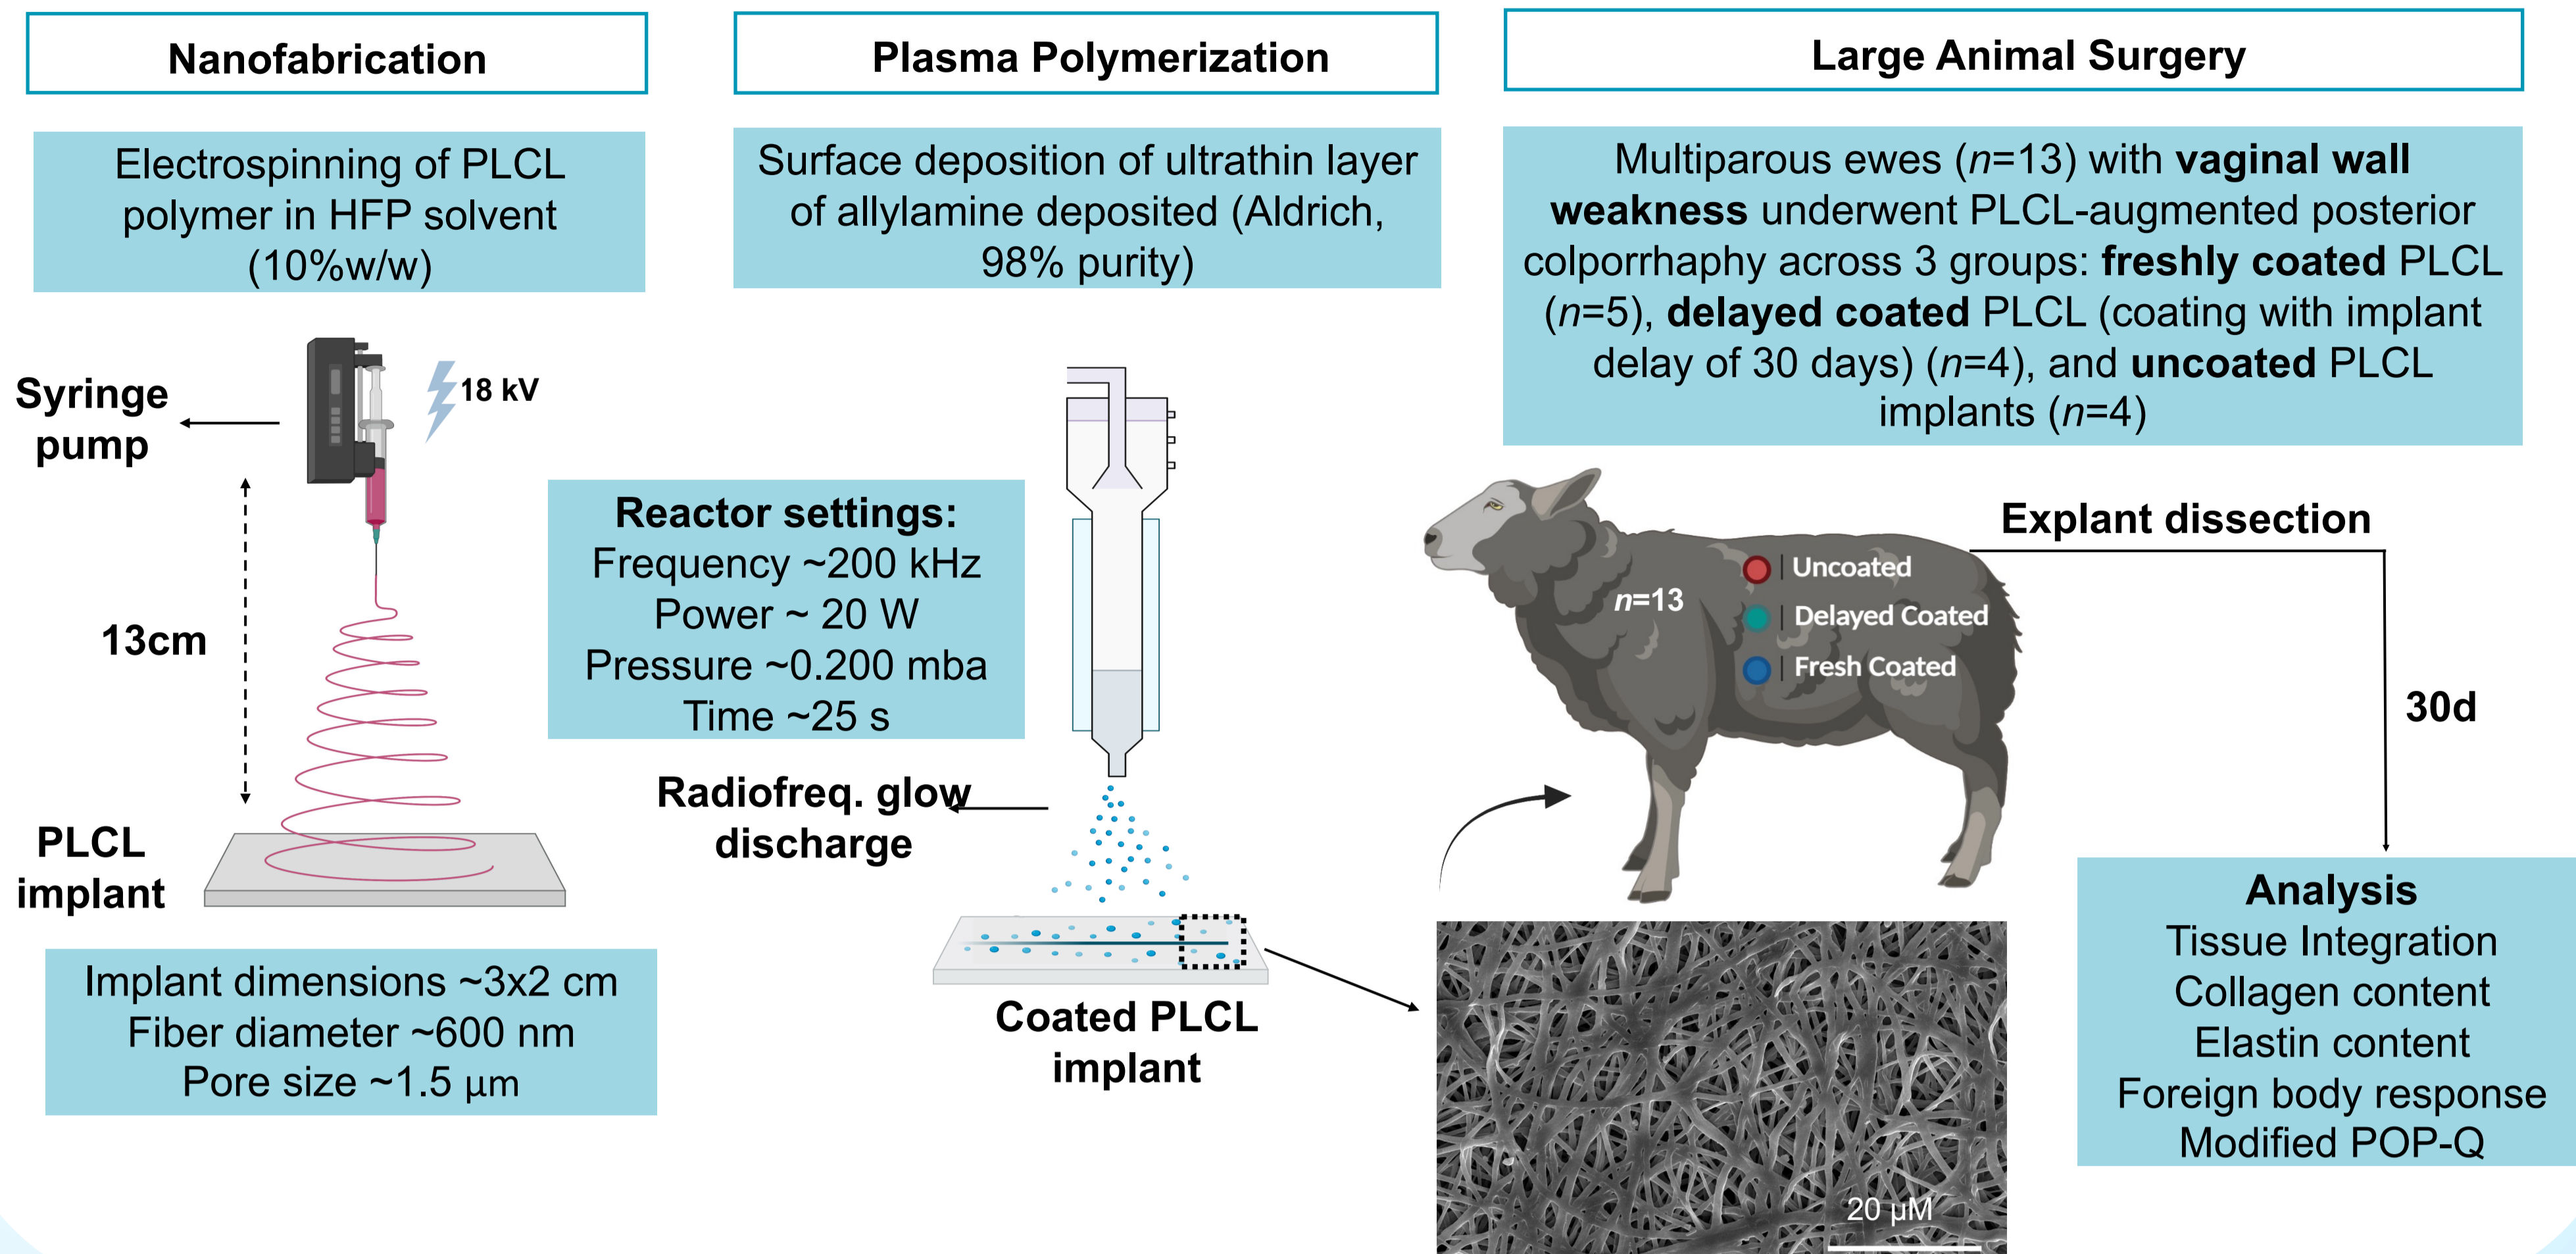 Nanofabrication
Electrospinning of PLCL
polymer in HFP solvent
(10%w/w)
Syringe
pump
18 kV
13cm
PLCL
implant
Implant dimensions ~3x2 cm
Fiber diameter ~600 nm
Pore size ~1.5 μm
Plasma Polymerization
Surface deposition of ultrathin layer
of allylamine deposited (Aldrich,
98% purity)
Reactor settings:
Frequency ~200 kHz
Power ~ 20 W
Pressure ~0.200 mba
Time ~25 s
Radiofreq. glow
discharge
Coated PLCL
implant
Large Animal Surgery
Multiparous ewes (n=13) with vaginal wall
weakness underwent PLCL-augmented posterior
colporrhaphy across 3 groups: freshly coated PLCL
(n=5), delayed coated PLCL (coating with implant
delay of 30 days) (n=4), and uncoated PLCL
implants (n=4)
n=13
| Uncoated
| Delayed Coated
| Fresh Coated
Explant dissection
30d
20 μM
Analysis
Tissue Integration
Collagen content
Elastin content
Foreign body response
Modified POP-Q